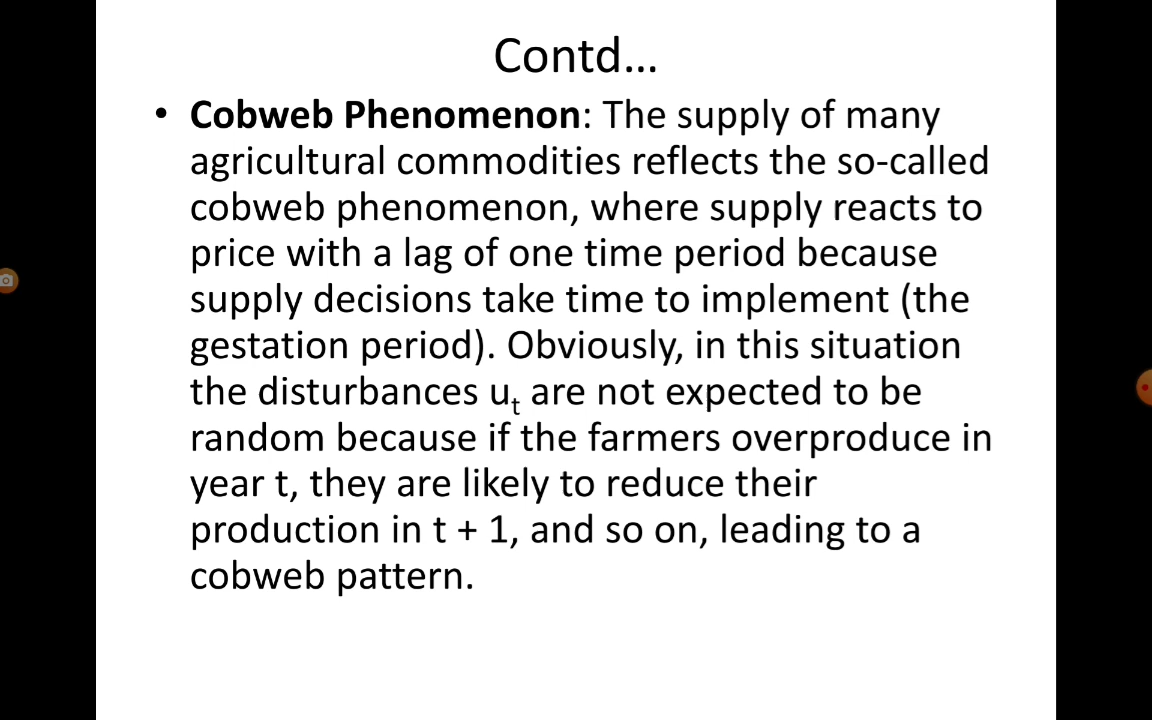 Contd...
• Cobweb Phenomenon: The supply of many
agricultural commodities reflects the so-called
cobweb phenomenon, where supply reacts to
price with a lag of one time period because
supply decisions take time to implement (the
gestation period). Obviously, in this situation
the disturbances uₜ are not expected to be
random because if the farmers overproduce in
year t, they are likely to reduce their
production in t + 1, and so on, leading to a
cobweb pattern.